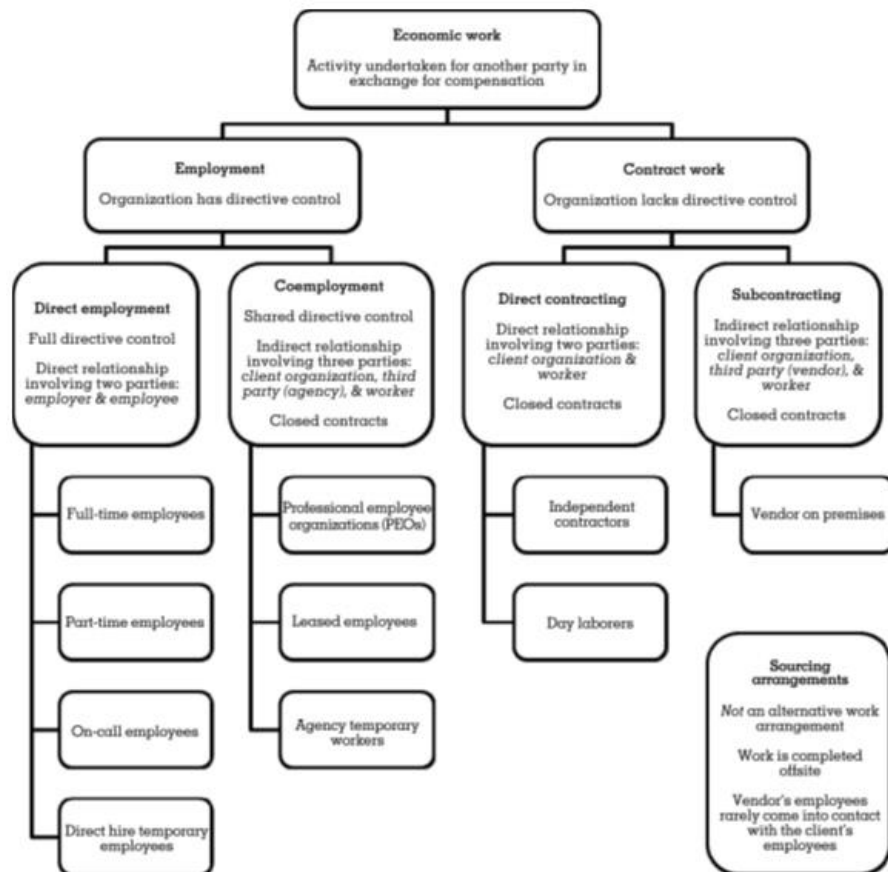 Economic work
Activity undertaken for another party in
exchange for compensation
Employment
Organization has directive control
Contract work
Organization lacks directive control
Direct employment
Full directive control
Direct relationship
involving two parties:
employer & employee
Coemployment
Shared directive control
Indirect relationship
involving three parties:
client organization, third
party (agency), & worker
Closed contracts
Direct contracting
Direct relationship
involving two parties:
client organization &
worker
Closed contracts
Subcontracting
Indirect relationship
involving three parties:
client organization,
third party (vendor), &
worker
Closed contracts
Full-time employees
Part-time employees
On-call employees
Direct hire temporary
employees
Professional employee
organizations (PEOs)
Leased employees
Agency temporary
workers
Independent
contractors
Day laborers
Vendor on premises
Sourcing
arrangements
Not an alternative work
arrangement
Work is completed
offsite
Vendor's employees
rarely come into contact
with the client's
employees